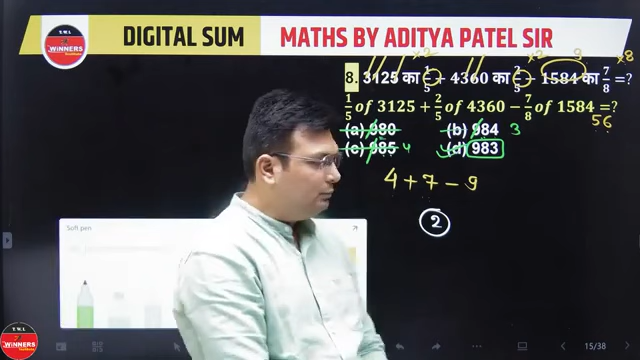 T.W.I.
WINNERS
Institute
DIGITAL SUM
MATHS BY ADITYA PATEL SIR
×2 ×2 9 ×8
8. 3125 का 1/5 + 4360 का 2/5 − 1584 का 7/8 = ?
1/5 of 3125 + 2/5 of 4360 − 7/8 of 1584 = ?
56
(a) 980 (b) 984 3
(c) 985 4 (d) 983
4 + 7 − 9
2
Soft pen
T.W.I.
WINNERS
15/38